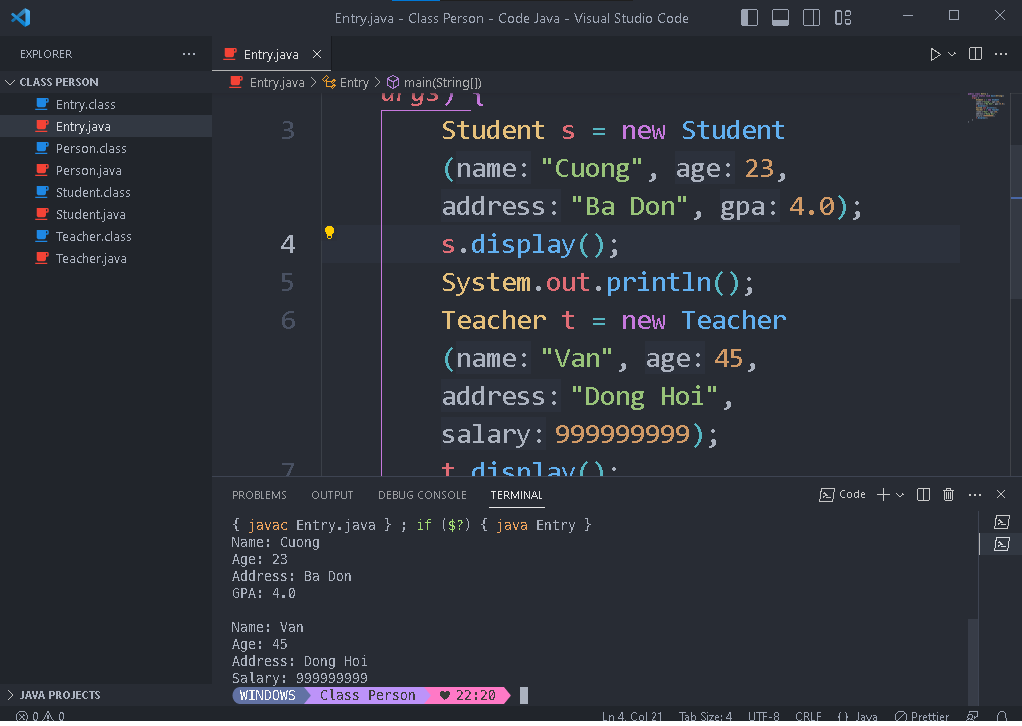 Entry.java - Class Person - Code Java - Visual Studio Code
EXPLORER
CLASS PERSON
Entry.class
Entry.java
Person.class
Person.java
Student.class
Student.java
Teacher.class
Teacher.java
JAVA PROJECTS
Entry.java
Entry.java > Entry > main(String[])
args) {
3 Student s = new Student
(name: "Cuong", age: 23,
address: "Ba Don", gpa: 4.0);
4 s.display();
5 System.out.println();
6 Teacher t = new Teacher
(name: "Van", age: 45,
address: "Dong Hoi",
salary: 999999999);
7 t.display();
PROBLEMS OUTPUT DEBUG CONSOLE TERMINAL
Code
{ javac Entry.java } ; if ($?) { java Entry }
Name: Cuong
Age: 23
Address: Ba Don
GPA: 4.0
Name: Van
Age: 45
Address: Dong Hoi
Salary: 999999999
WINDOWS Class Person ♥ 22:20
0 0 Ln 4, Col 21 Tab Size: 4 UTF-8 CRLF { } Java Prettier